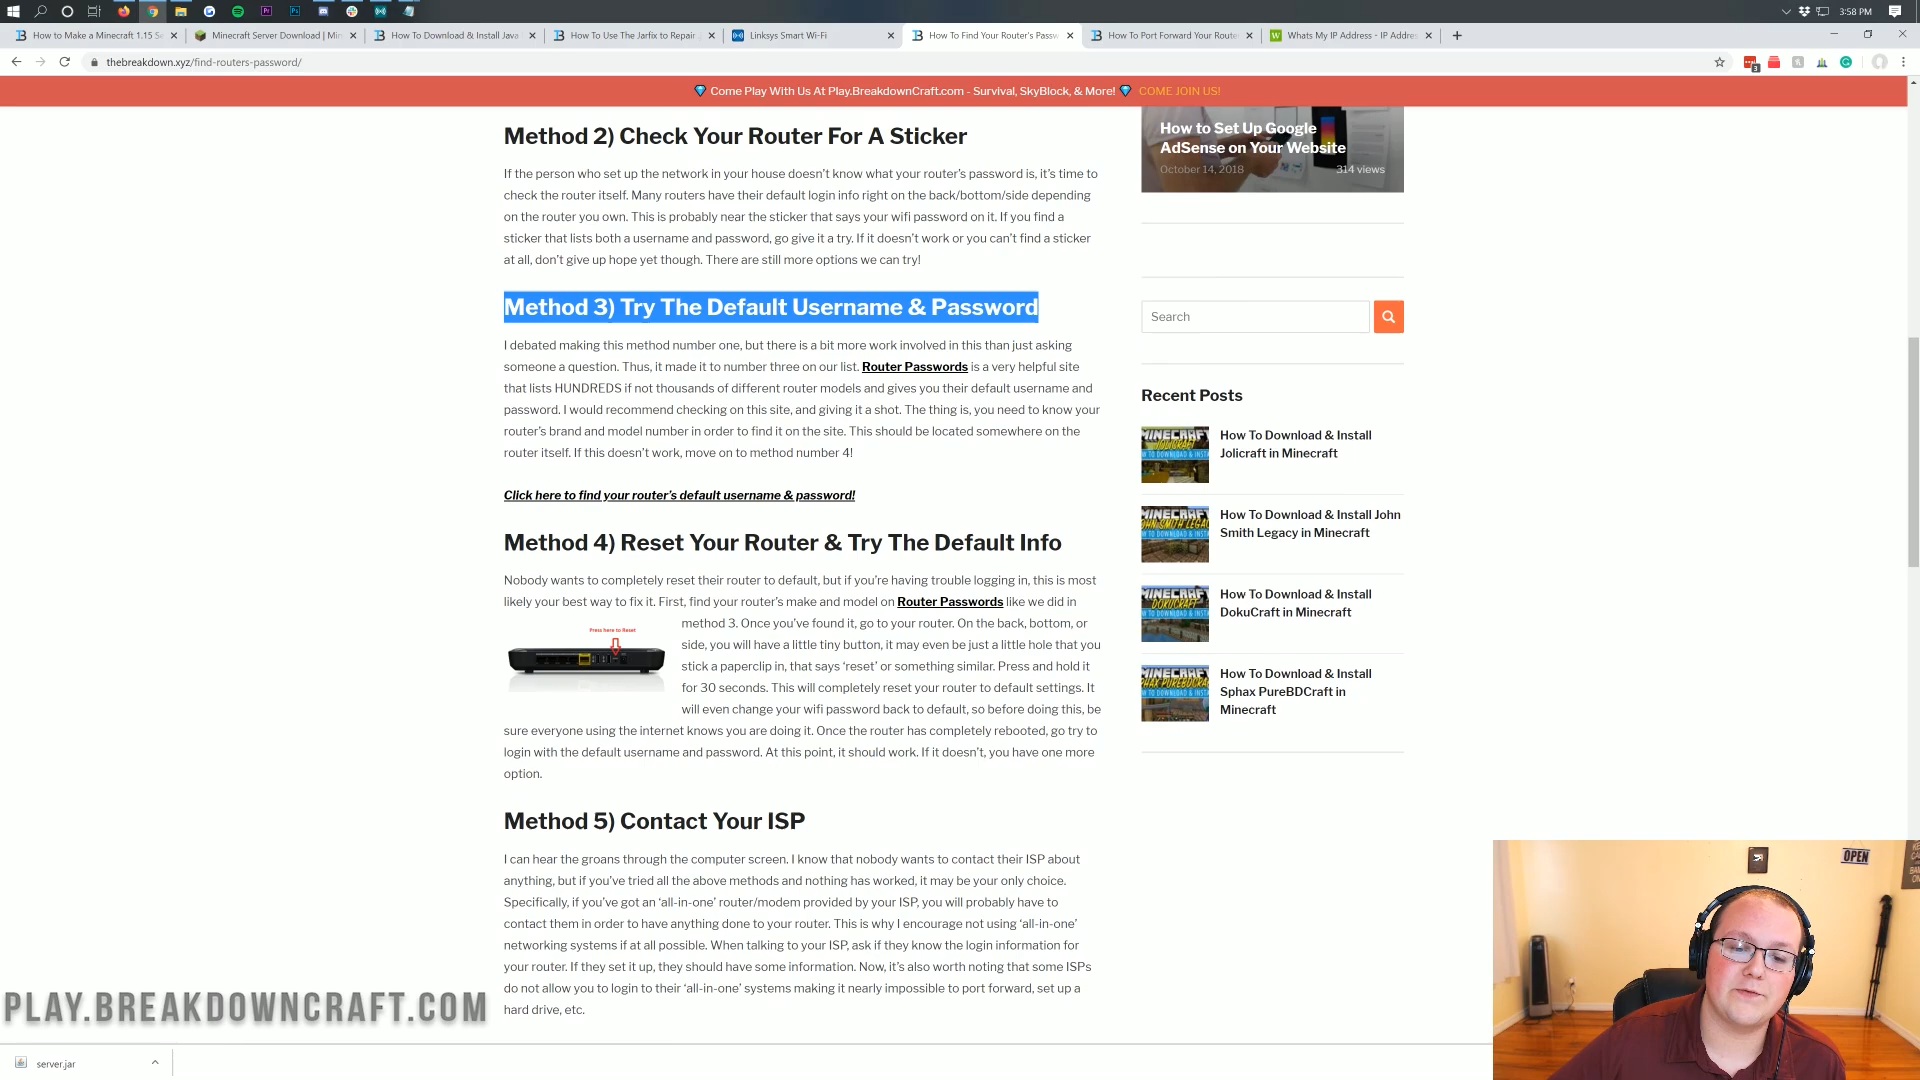 3:58 PM
How to Make a Minecraft 1.15 Se
Minecraft Server Download | Min
How To Download & Install Java
How To Use The Jarfix to Repair
Linksys Smart Wi-Fi
How To Find Your Router's Passw
How To Port Forward Your Router
Whats My IP Address - IP Addres
thebreakdown.xyz/find-routers-password/
3
Come Play With Us At Play.BreakdownCraft.com - Survival, SkyBlock, & More!
COME JOIN US!
Method 2) Check Your Router For A Sticker
If the person who set up the network in your house doesn't know what your router's password is, it's time to
check the router itself. Many routers have their default login info right on the back/bottom/side depending
on the router you own. This is probably near the sticker that says your wifi password on it. If you find a
sticker that lists both a username and password, go give it a try. If it doesn't work or you can't find a sticker
at all, don't give up hope yet though. There are still more options we can try!
Method 3) Try The Default Username & Password
I debated making this method number one, but there is a bit more work involved in this than just asking
someone a question. Thus, it made it to number three on our list. Router Passwords is a very helpful site
that lists HUNDREDS if not thousands of different router models and gives you their default username and
password. I would recommend checking on this site, and giving it a shot. The thing is, you need to know your
router's brand and model number in order to find it on the site. This should be located somewhere on the
router itself. If this doesn't work, move on to method number 4!
Click here to find your router's default username & password!
Method 4) Reset Your Router & Try The Default Info
Nobody wants to completely reset their router to default, but if you're having trouble logging in, this is most
likely your best way to fix it. First, find your router's make and model on Router Passwords like we did in
Press here to Reset
method 3. Once you've found it, go to your router. On the back, bottom, or
side, you will have a little tiny button, it may even be just a little hole that you
stick a paperclip in, that says 'reset' or something similar. Press and hold it
for 30 seconds. This will completely reset your router to default settings. It
will even change your wifi password back to default, so before doing this, be
sure everyone using the internet knows you are doing it. Once the router has completely rebooted, go try to
login with the default username and password. At this point, it should work. If it doesn't, you have one more
option.
Method 5) Contact Your ISP
I can hear the groans through the computer screen. I know that nobody wants to contact their ISP about
anything, but if you've tried all the above methods and nothing has worked, it may be your only choice.
Specifically, if you've got an 'all-in-one' router/modem provided by your ISP, you will probably have to
contact them in order to have anything done to your router. This is why I encourage not using 'all-in-one'
networking systems if at all possible. When talking to your ISP, ask if they know the login information for
your router. If they set it up, they should have some information. Now, it's also worth noting that some ISPs
do not allow you to login to their 'all-in-one' systems making it nearly impossible to port forward, set up a
hard drive, etc.
How to Set Up Google
AdSense on Your Website
October 14, 2018
314 views
Search
Recent Posts
MINECRAFT
JOLICRAFT
How To Download & Install
Jolicraft in Minecraft
MINECRAFT
How To Download & Install John
Smith Legacy in Minecraft
MINECRAFT
DOKUCRAFT
How To Download & Install
DokuCraft in Minecraft
MINECRAFT
How To Download & Install
Sphax PureBDCraft in
Minecraft
OPEN
PLAY.BREAKDOWNCRAFT.COM
server.jar